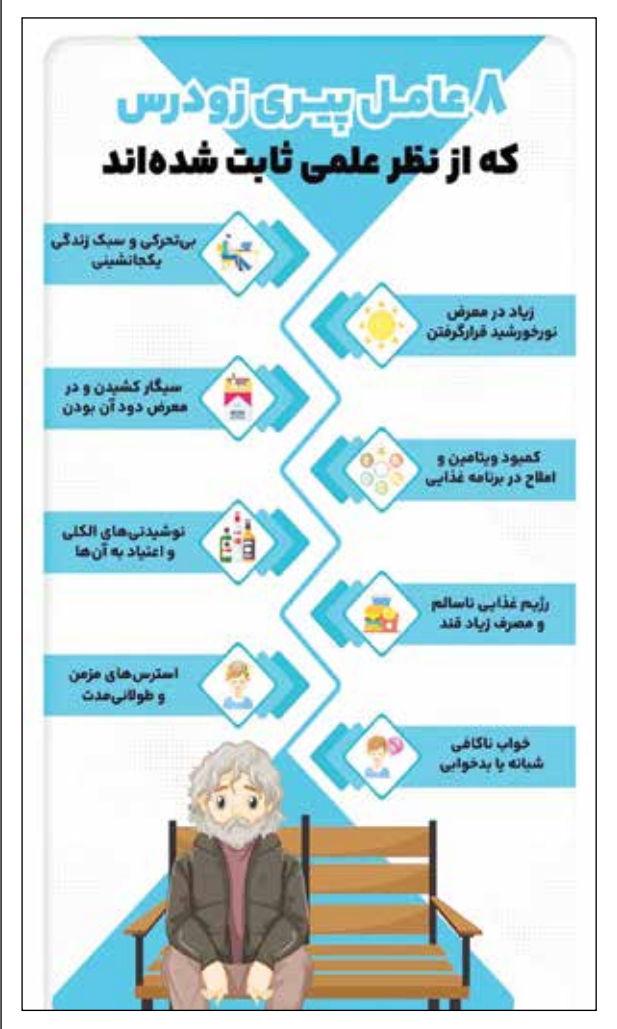 ۸ عامل پیری زودرس
که از نظر علمی ثابت شده‌اند
بی‌تحرکی و سبک زندگی
یکجانشینی
زیاد در معرض
نورخورشید قرارگرفتن
سیگار کشیدن و در
معرض دود آن بودن
کمبود ویتامین و
املاح در برنامه غذایی
نوشیدنی‌های الکلی
و اعتیاد به آن‌ها
رژیم غذایی ناسالم
و مصرف زیاد قند
استرس‌های مزمن
و طولانی‌مدت
خواب ناکافی
شبانه یا بدخوابی